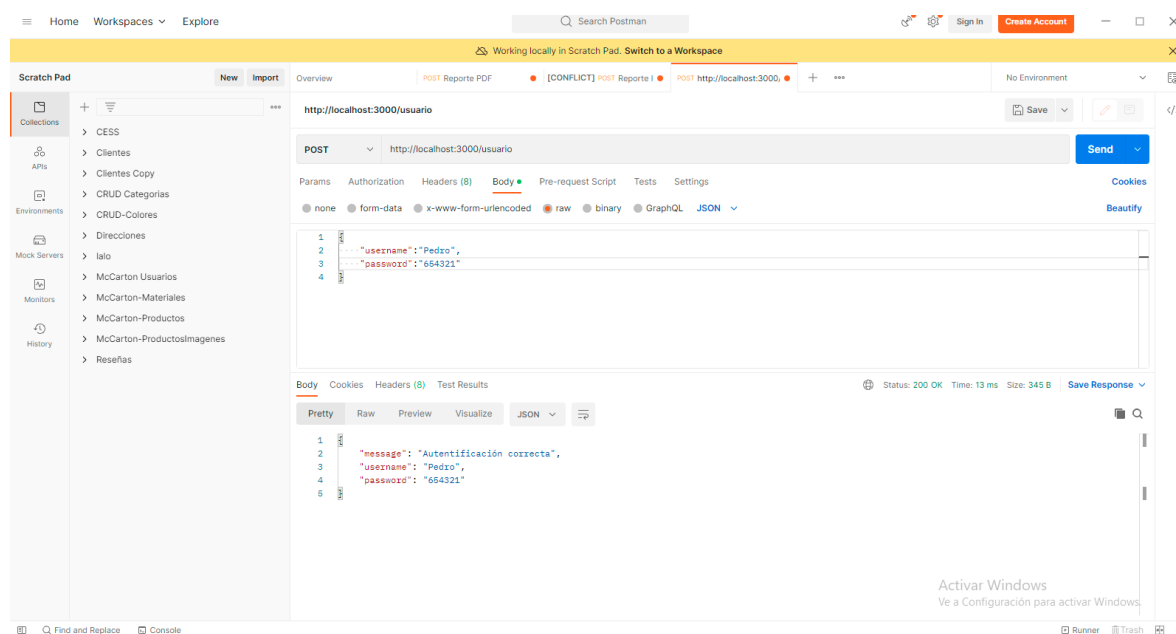 Home Workspaces Explore Search Postman Sign In Create Account
Working locally in Scratch Pad. Switch to a Workspace
Scratch Pad New Import Overview POST Reporte PDF [CONFLICT] POST Reporte I POST http://localhost:3000/ No Environment
Collections
APIs
Environments
Mock Servers
Monitors
History
CESS
Clientes
Clientes Copy
CRUD Categorias
CRUD-Colores
Direcciones
lalo
McCarton Usuarios
McCarton-Materiales
McCarton-Productos
McCarton-ProductosImagenes
Reseñas
http://localhost:3000/usuario Save
POST http://localhost:3000/usuario Send
Params Authorization Headers (8) Body Pre-request Script Tests Settings Cookies
none form-data x-www-form-urlencoded raw binary GraphQL JSON Beautify
1 {
2 "username":"Pedro",
3 "password":"654321"
4 }
Body Cookies Headers (8) Test Results Status: 200 OK Time: 13 ms Size: 345 B Save Response
Pretty Raw Preview Visualize JSON
1 {
2 "message": "Autentificación correcta",
3 "username": "Pedro",
4 "password": "654321"
5 }
Activar Windows
Ve a Configuración para activar Windows.
Find and Replace Console Runner Trash